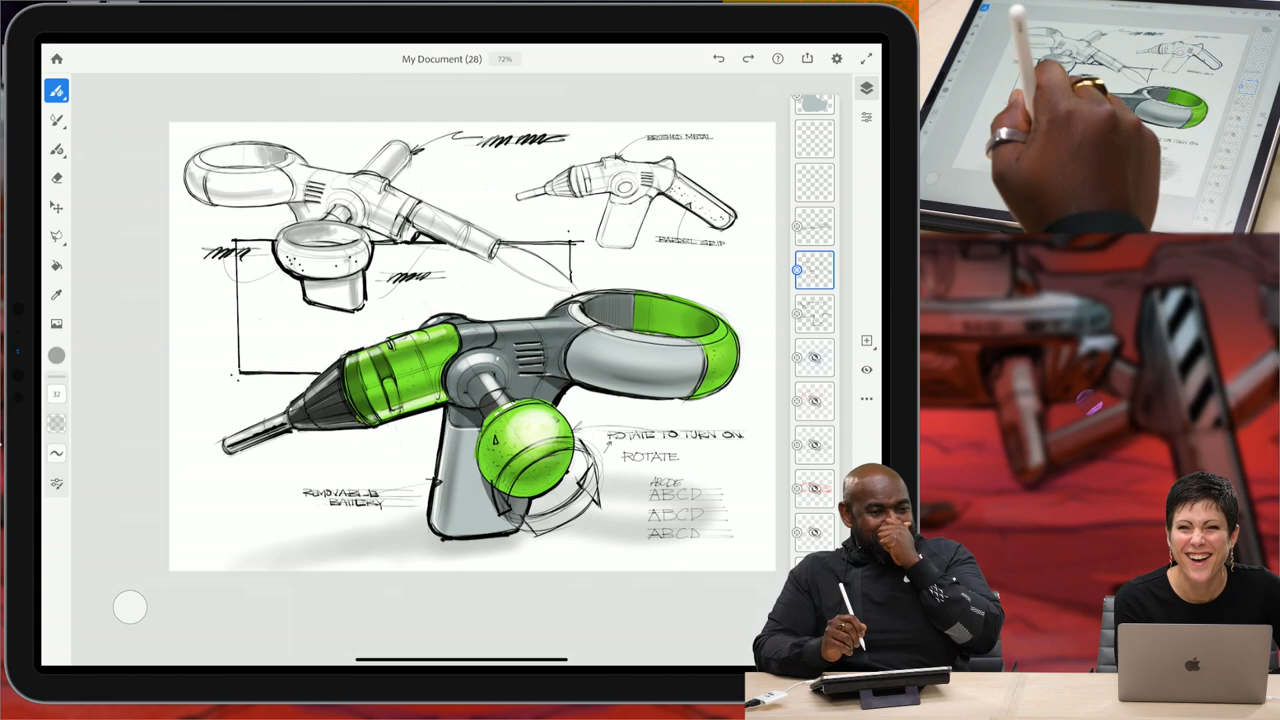 My Document (28)
72%
BRUSHED METAL
BARREL GRIP
32
ROTATE TO TURN ON
ROTATE
REMOVABLE
BATTERY
ABCDE
ABCD
ABCD
ABCD